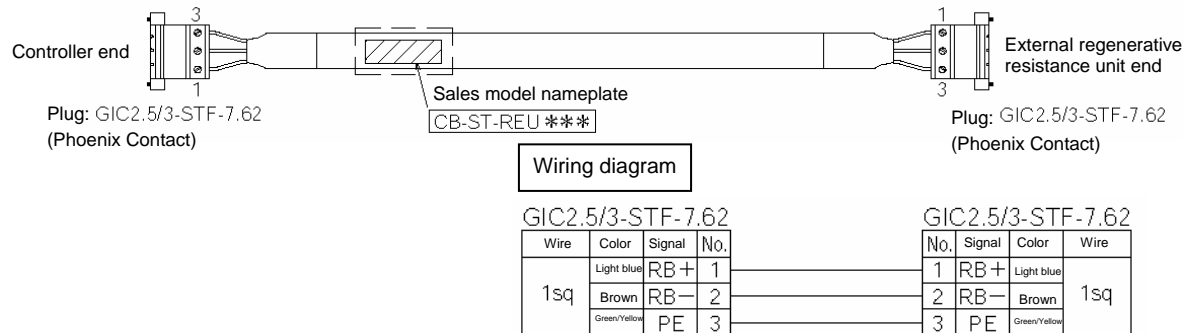 3
1
Controller end
External regenerative
resistance unit end
1
3
Sales model nameplate
CB-ST-REU ***
Plug: GIC2.5/3-STF-7.62
(Phoenix Contact)
Plug: GIC2.5/3-STF-7.62
(Phoenix Contact)
Wiring diagram
GIC2.5/3-STF-7.62 GIC2.5/3-STF-7.62
Wire Color Signal No. No. Signal Color Wire
Light blue RB+ 1 1 RB+ Light blue
1sq Brown RB− 2 2 RB− Brown 1sq
Green/Yellow PE 3 3 PE Green/Yellow